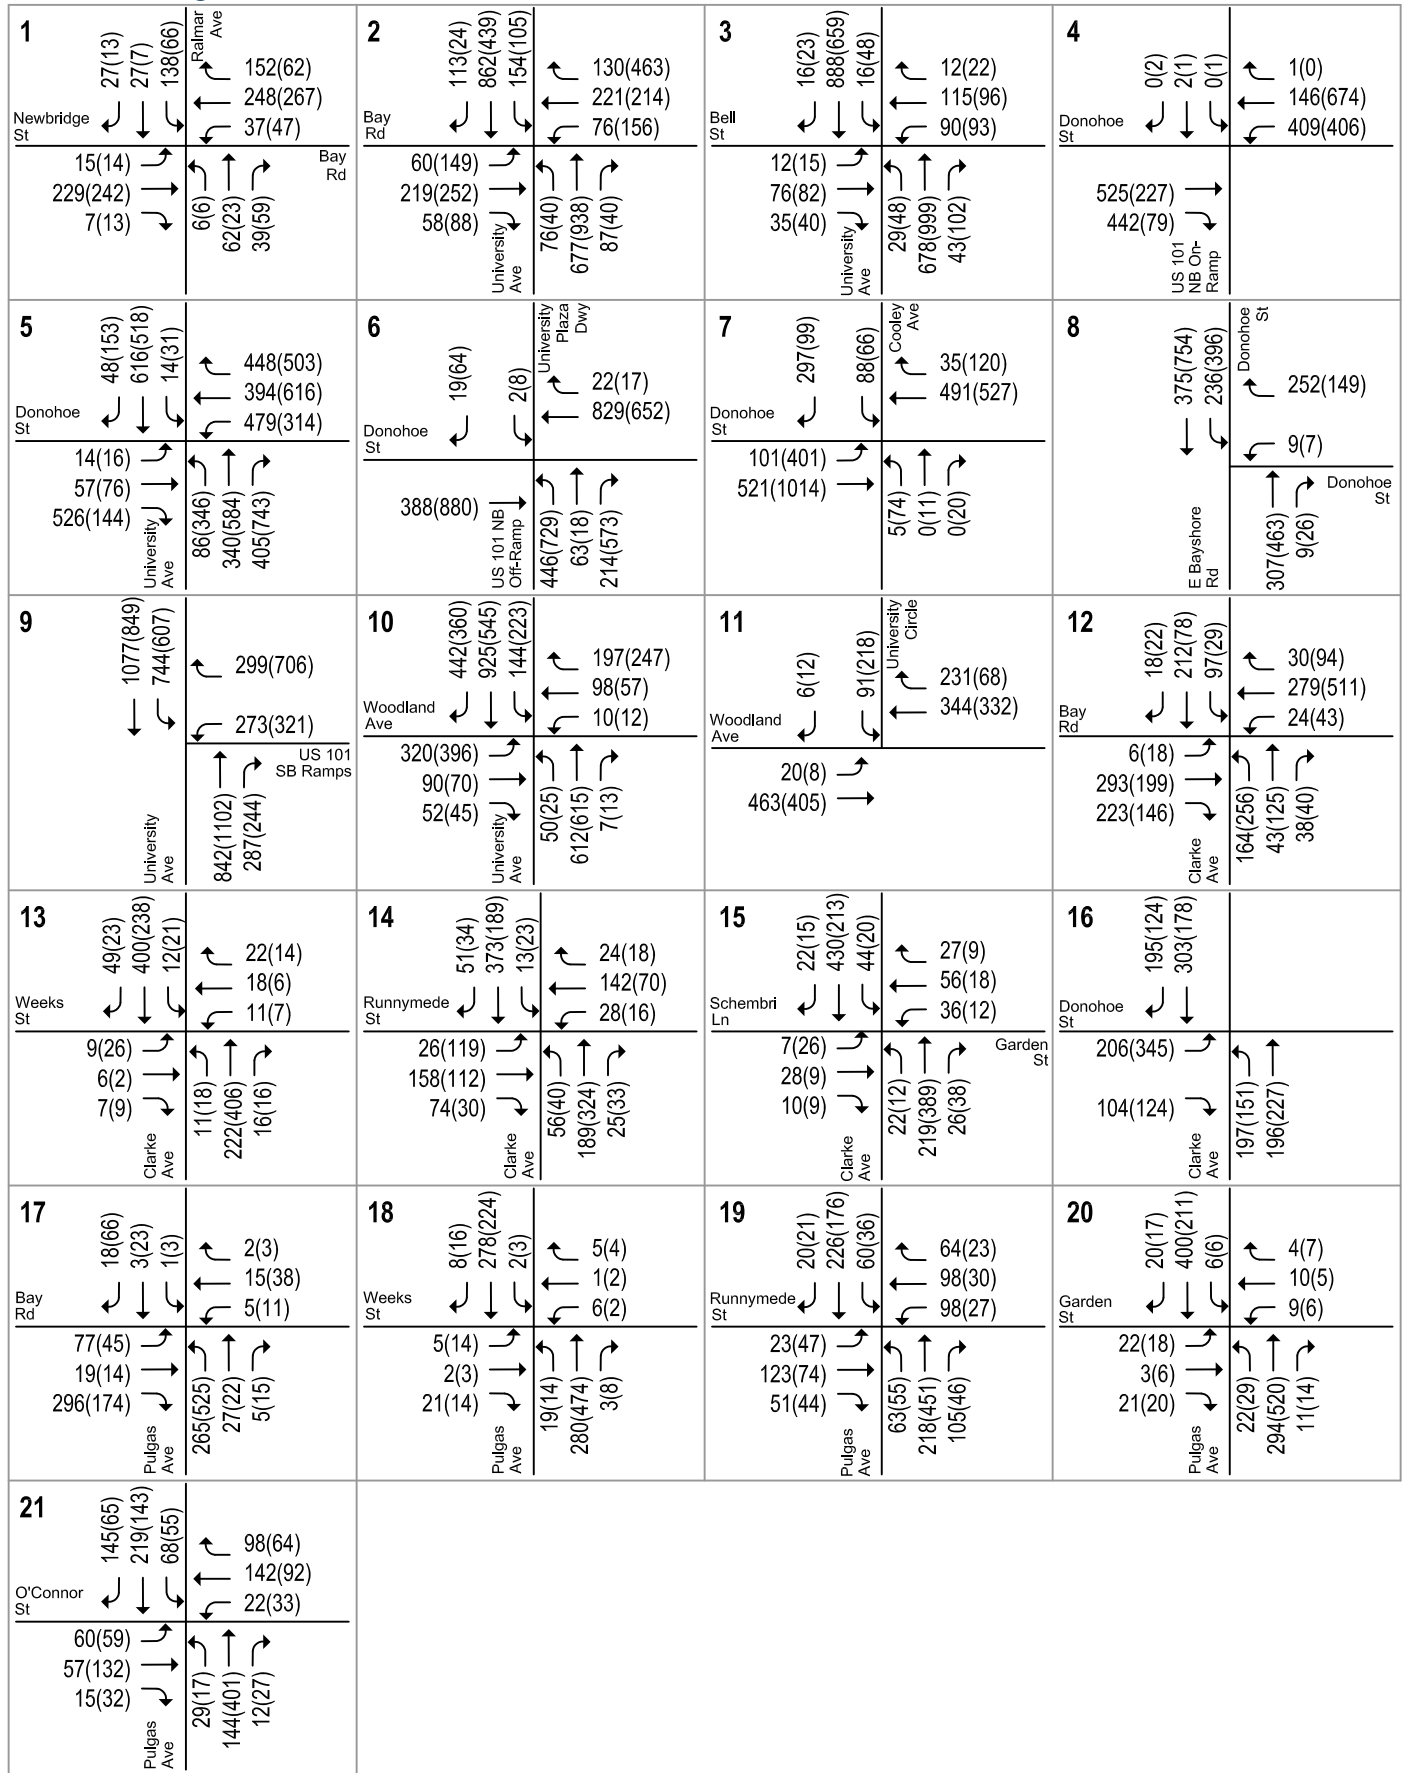 1
27(13)
27(7)
138(66)
Ralmar
Ave
152(62)
248(267)
37(47)
Newbridge
St
Bay
Rd
15(14)
229(242)
7(13)
6(6)
62(23)
39(59)
2
113(24)
862(439)
154(105)
130(463)
221(214)
76(156)
Bay
Rd
60(149)
219(252)
58(88)
University
Ave
76(40)
677(938)
87(40)
3
16(23)
888(659)
16(48)
12(22)
115(96)
90(93)
Bell
St
12(15)
76(82)
35(40)
University
Ave
29(48)
678(999)
43(102)
4
0(2)
2(1)
0(1)
1(0)
146(674)
409(406)
Donohoe
St
525(227)
442(79)
US 101
NB On-
Ramp
5
48(153)
616(518)
14(31)
448(503)
394(616)
479(314)
Donohoe
St
14(16)
57(76)
526(144)
University
Ave
86(346)
340(584)
405(743)
6
19(64)
2(8)
University
Plaza
Dwy
22(17)
829(652)
Donohoe
St
388(880)
US 101 NB
Off-Ramp
446(729)
63(18)
214(573)
7
297(99)
88(66)
Cooley
Ave
35(120)
491(527)
Donohoe
St
101(401)
521(1014)
5(74)
0(11)
0(20)
8
375(754)
236(396)
Donohoe
St
252(149)
9(7)
Donohoe
St
E Bayshore
Rd
307(463)
9(26)
9
1077(849)
744(607)
299(706)
273(321)
US 101
SB Ramps
University
Ave
842(1102)
287(244)
10
442(360)
925(545)
144(223)
197(247)
98(57)
10(12)
Woodland
Ave
320(396)
90(70)
52(45)
University
Ave
50(25)
612(615)
7(13)
11
6(12)
91(218)
University
Circle
231(68)
344(332)
Woodland
Ave
20(8)
463(405)
12
18(22)
212(78)
97(29)
30(94)
279(511)
24(43)
Bay
Rd
6(18)
293(199)
223(146)
Clarke
Ave
164(256)
43(125)
38(40)
13
49(23)
400(238)
12(21)
22(14)
18(6)
11(7)
Weeks
St
9(26)
6(2)
7(9)
Clarke
Ave
11(18)
222(406)
16(16)
14
51(34)
373(189)
13(23)
24(18)
142(70)
28(16)
Runnymede
St
26(119)
158(112)
74(30)
Clarke
Ave
56(40)
189(324)
25(33)
15
22(15)
430(213)
44(20)
27(9)
56(18)
36(12)
Schembri
Ln
Garden
St
7(26)
28(9)
10(9)
Clarke
Ave
22(12)
219(389)
26(38)
16
195(124)
303(178)
Donohoe
St
206(345)
104(124)
Clarke
Ave
197(151)
196(227)
17
18(66)
3(23)
1(3)
2(3)
15(38)
5(11)
Bay
Rd
77(45)
19(14)
296(174)
Pulgas
Ave
265(525)
27(22)
5(15)
18
8(16)
278(224)
2(3)
5(4)
1(2)
6(2)
Weeks
St
5(14)
2(3)
21(14)
Pulgas
Ave
19(14)
280(474)
3(8)
19
20(21)
226(176)
60(36)
64(23)
98(30)
98(27)
Runnymede
St
23(47)
123(74)
51(44)
Pulgas
Ave
63(55)
218(451)
105(46)
20
20(17)
400(211)
6(6)
4(7)
10(5)
9(6)
Garden
St
22(18)
3(6)
21(20)
Pulgas
Ave
22(29)
294(520)
11(14)
21
145(65)
219(143)
68(55)
98(64)
142(92)
22(33)
O'Connor
St
60(59)
57(132)
15(32)
Pulgas
Ave
29(17)
144(401)
12(27)